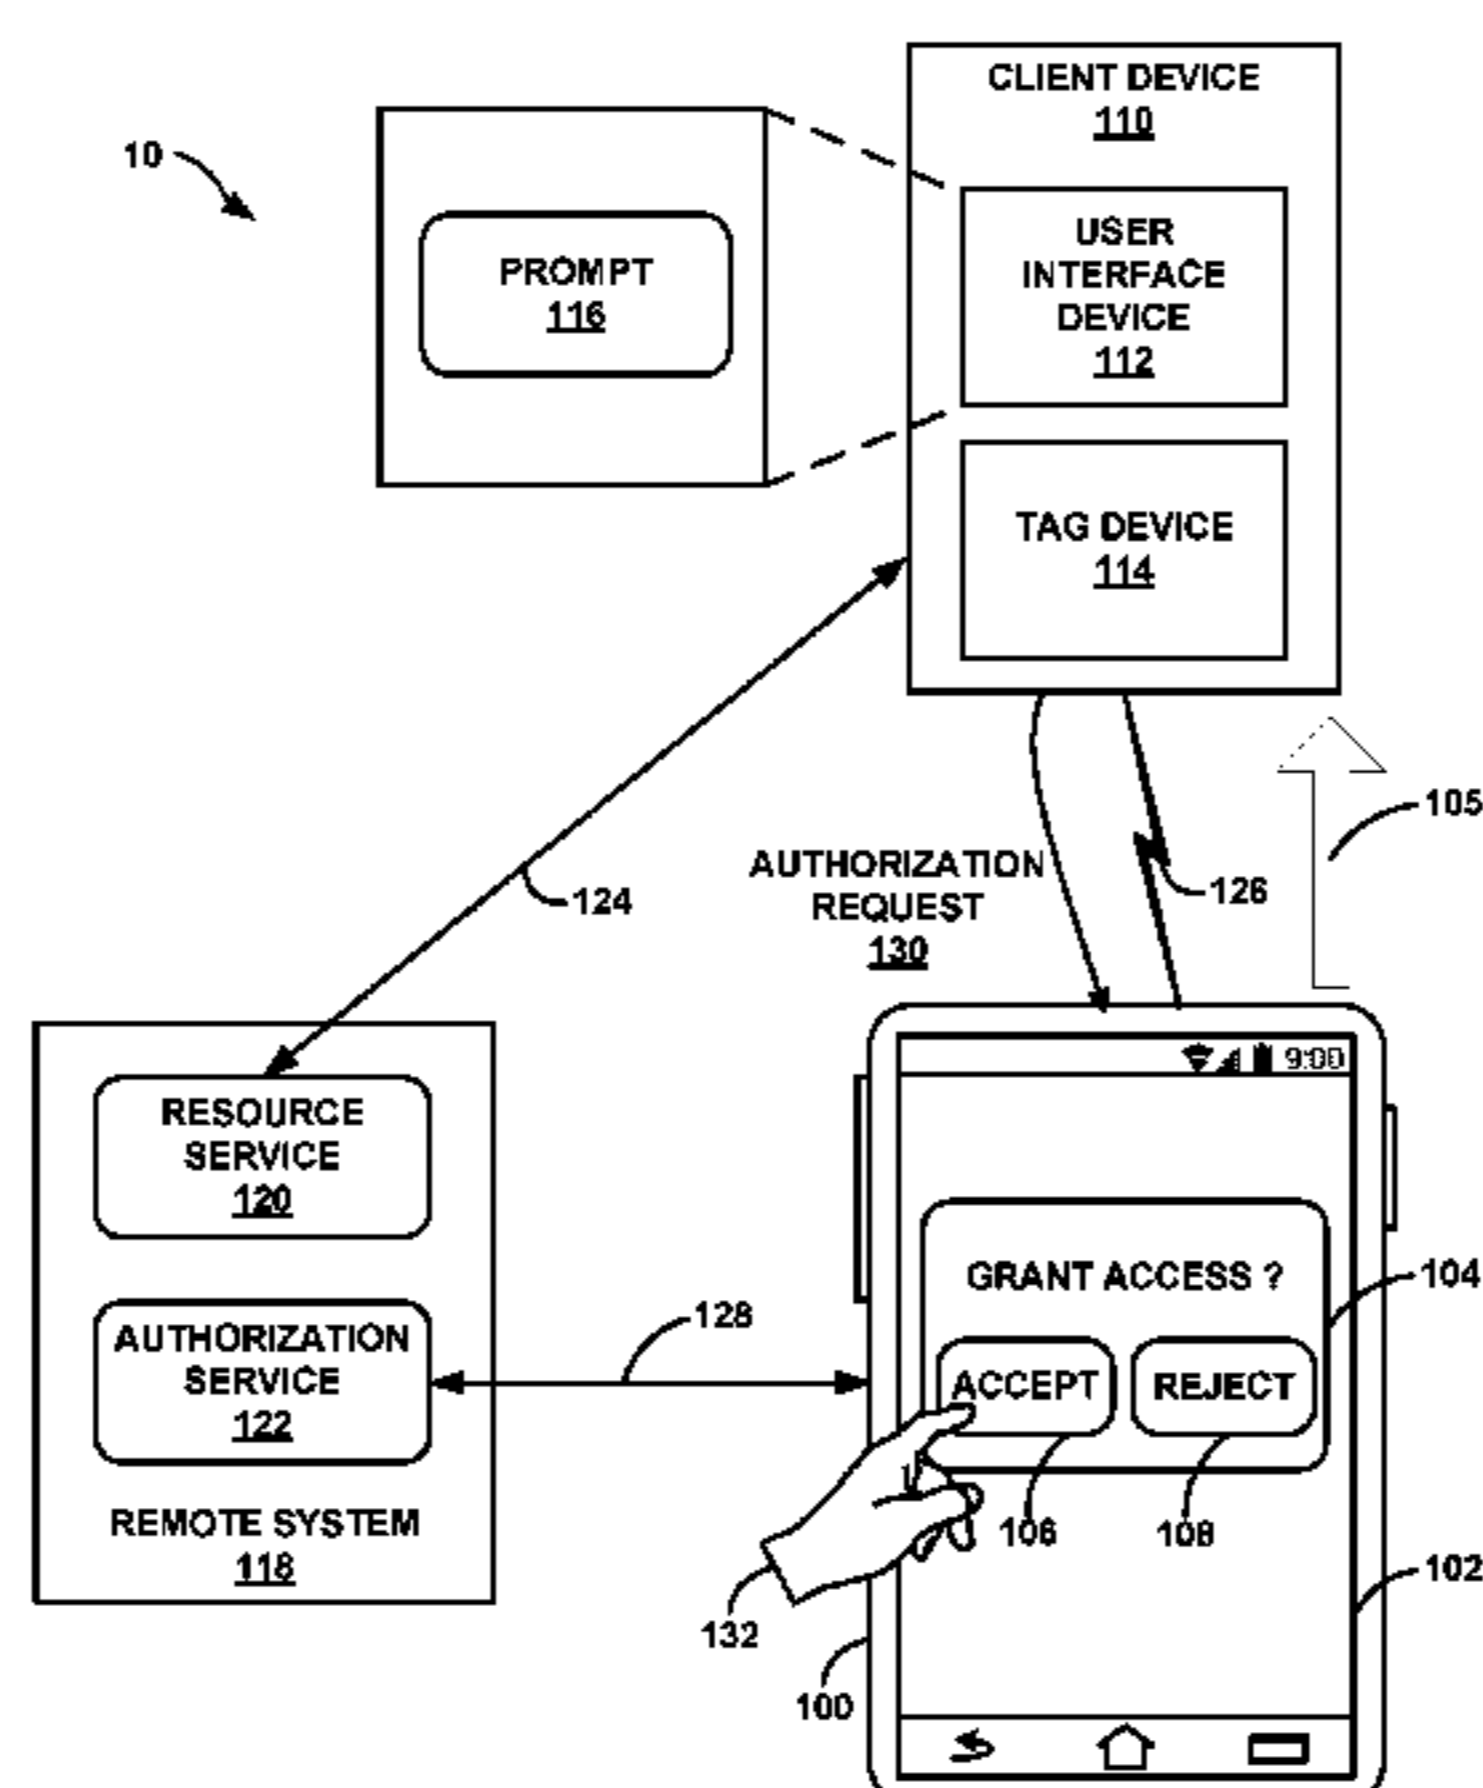 10
PROMPT
116
CLIENT DEVICE
110
USER
INTERFACE
DEVICE
112
TAG DEVICE
114
105
124
AUTHORIZATION
REQUEST
130
126
RESOURCE
SERVICE
120
AUTHORIZATION
SERVICE
122
REMOTE SYSTEM
118
128
9:00
GRANT ACCESS ?
104
ACCEPT
REJECT
106
108
102
132
100